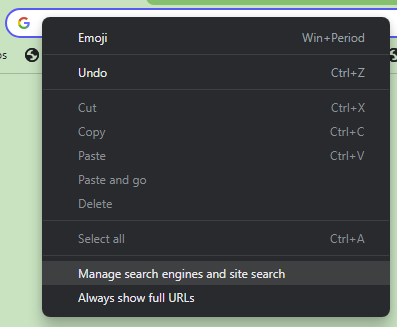 Emoji Win+Period
Undo Ctrl+Z
Cut Ctrl+X
Copy Ctrl+C
Paste Ctrl+V
Paste and go
Delete
Select all Ctrl+A
Manage search engines and site search
Always show full URLs